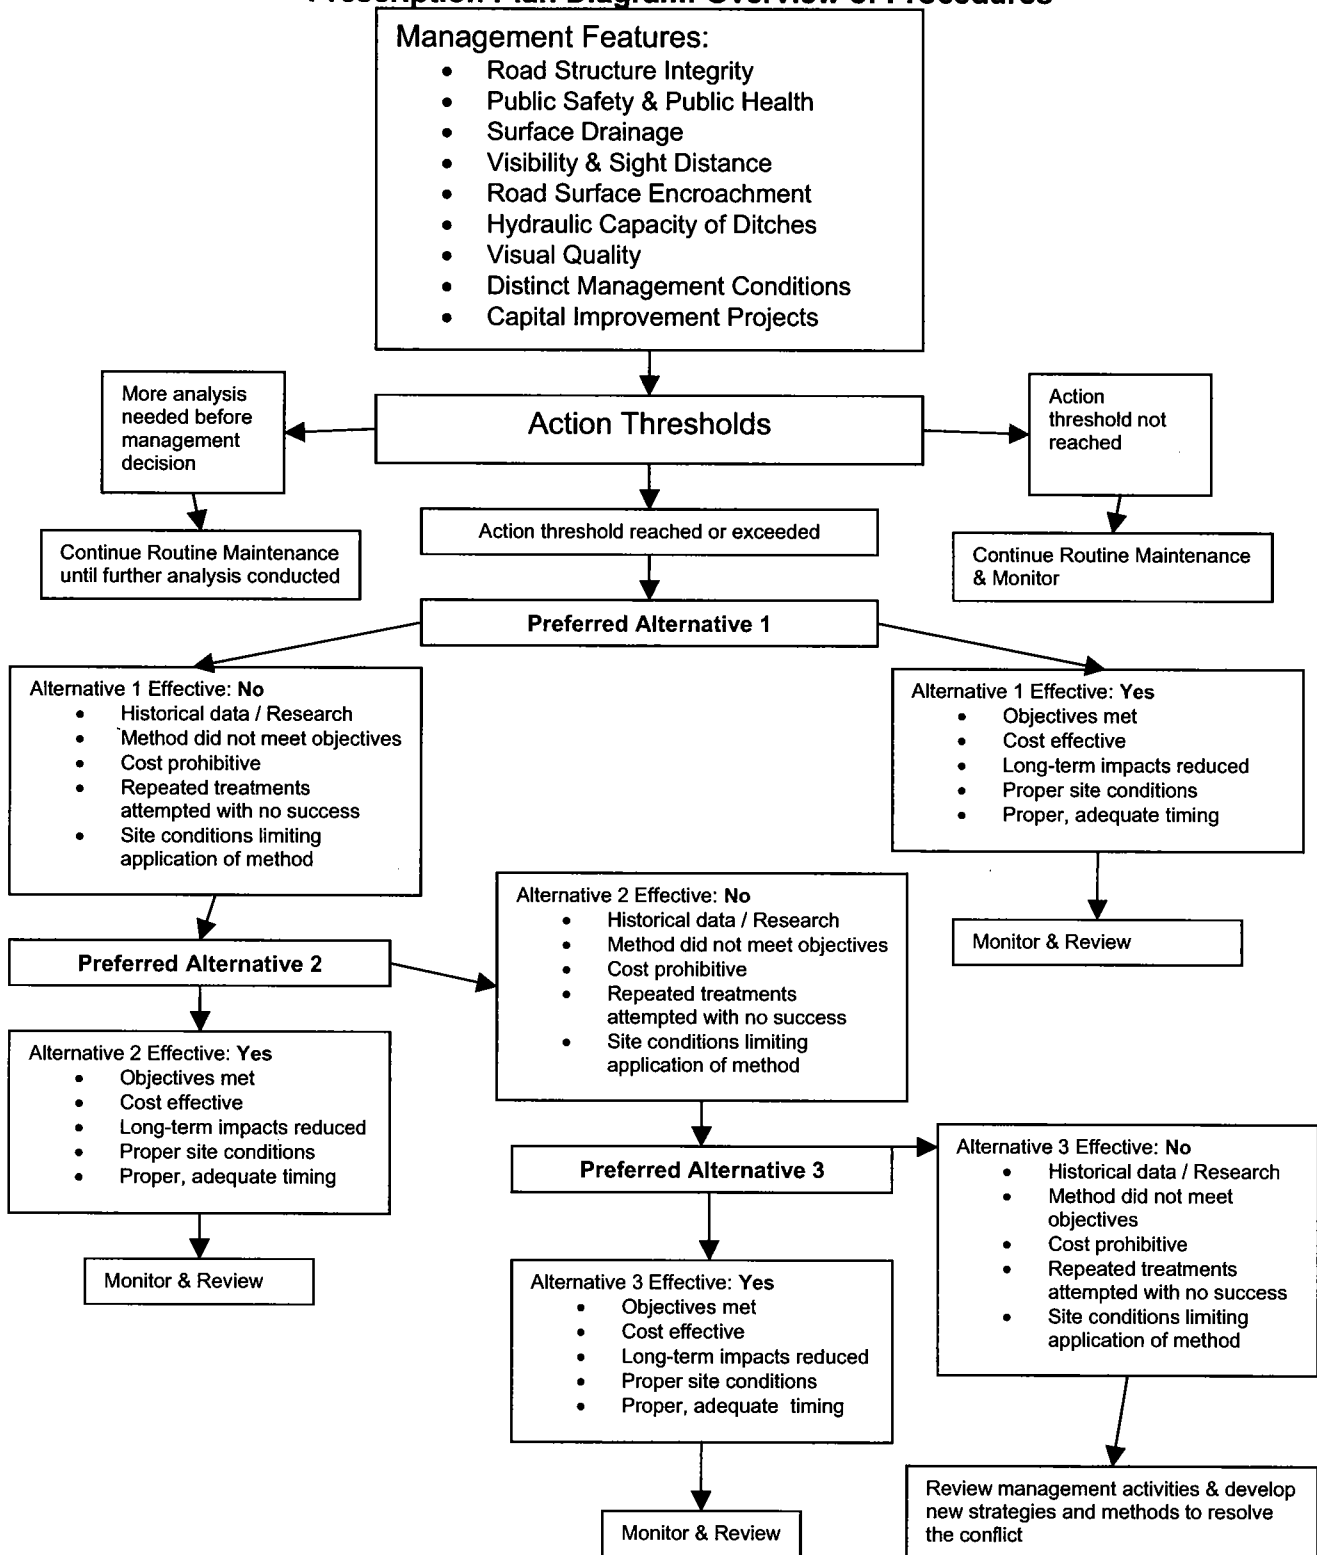 Prescription Plan Diagram: Overview of Procedures
Management Features:
• Road Structure Integrity
• Public Safety & Public Health
• Surface Drainage
• Visibility & Sight Distance
• Road Surface Encroachment
• Hydraulic Capacity of Ditches
• Visual Quality
• Distinct Management Conditions
• Capital Improvement Projects
More analysis
needed before
management
decision
Action Thresholds
Action
threshold not
reached
Continue Routine Maintenance
until further analysis conducted
Action threshold reached or exceeded
Continue Routine Maintenance
& Monitor
Preferred Alternative 1
Alternative 1 Effective: No
• Historical data / Research
• Method did not meet objectives
• Cost prohibitive
• Repeated treatments
attempted with no success
• Site conditions limiting
application of method
Alternative 1 Effective: Yes
• Objectives met
• Cost effective
• Long-term impacts reduced
• Proper site conditions
• Proper, adequate timing
Monitor & Review
Preferred Alternative 2
Alternative 2 Effective: No
• Historical data / Research
• Method did not meet objectives
• Cost prohibitive
• Repeated treatments
attempted with no success
• Site conditions limiting
application of method
Alternative 2 Effective: Yes
• Objectives met
• Cost effective
• Long-term impacts reduced
• Proper site conditions
• Proper, adequate timing
Monitor & Review
Preferred Alternative 3
Alternative 3 Effective: No
• Historical data / Research
• Method did not meet
objectives
• Cost prohibitive
• Repeated treatments
attempted with no success
• Site conditions limiting
application of method
Alternative 3 Effective: Yes
• Objectives met
• Cost effective
• Long-term impacts reduced
• Proper site conditions
• Proper, adequate timing
Monitor & Review
Review management activities & develop
new strategies and methods to resolve
the conflict